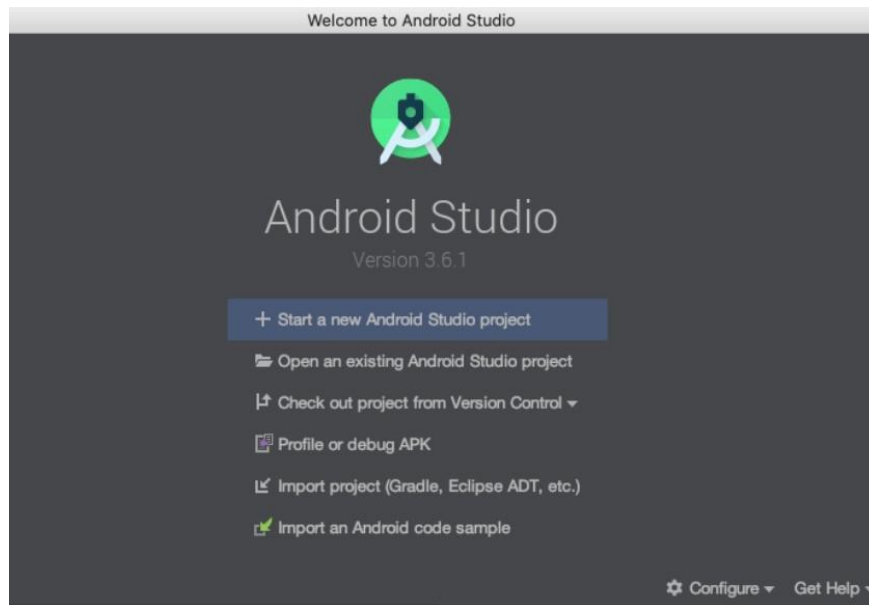 Welcome to Android Studio
Android Studio
Version 3.6.1
+ Start a new Android Studio project
Open an existing Android Studio project
Check out project from Version Control
Profile or debug APK
Import project (Gradle, Eclipse ADT, etc.)
Import an Android code sample
Configure Get Help